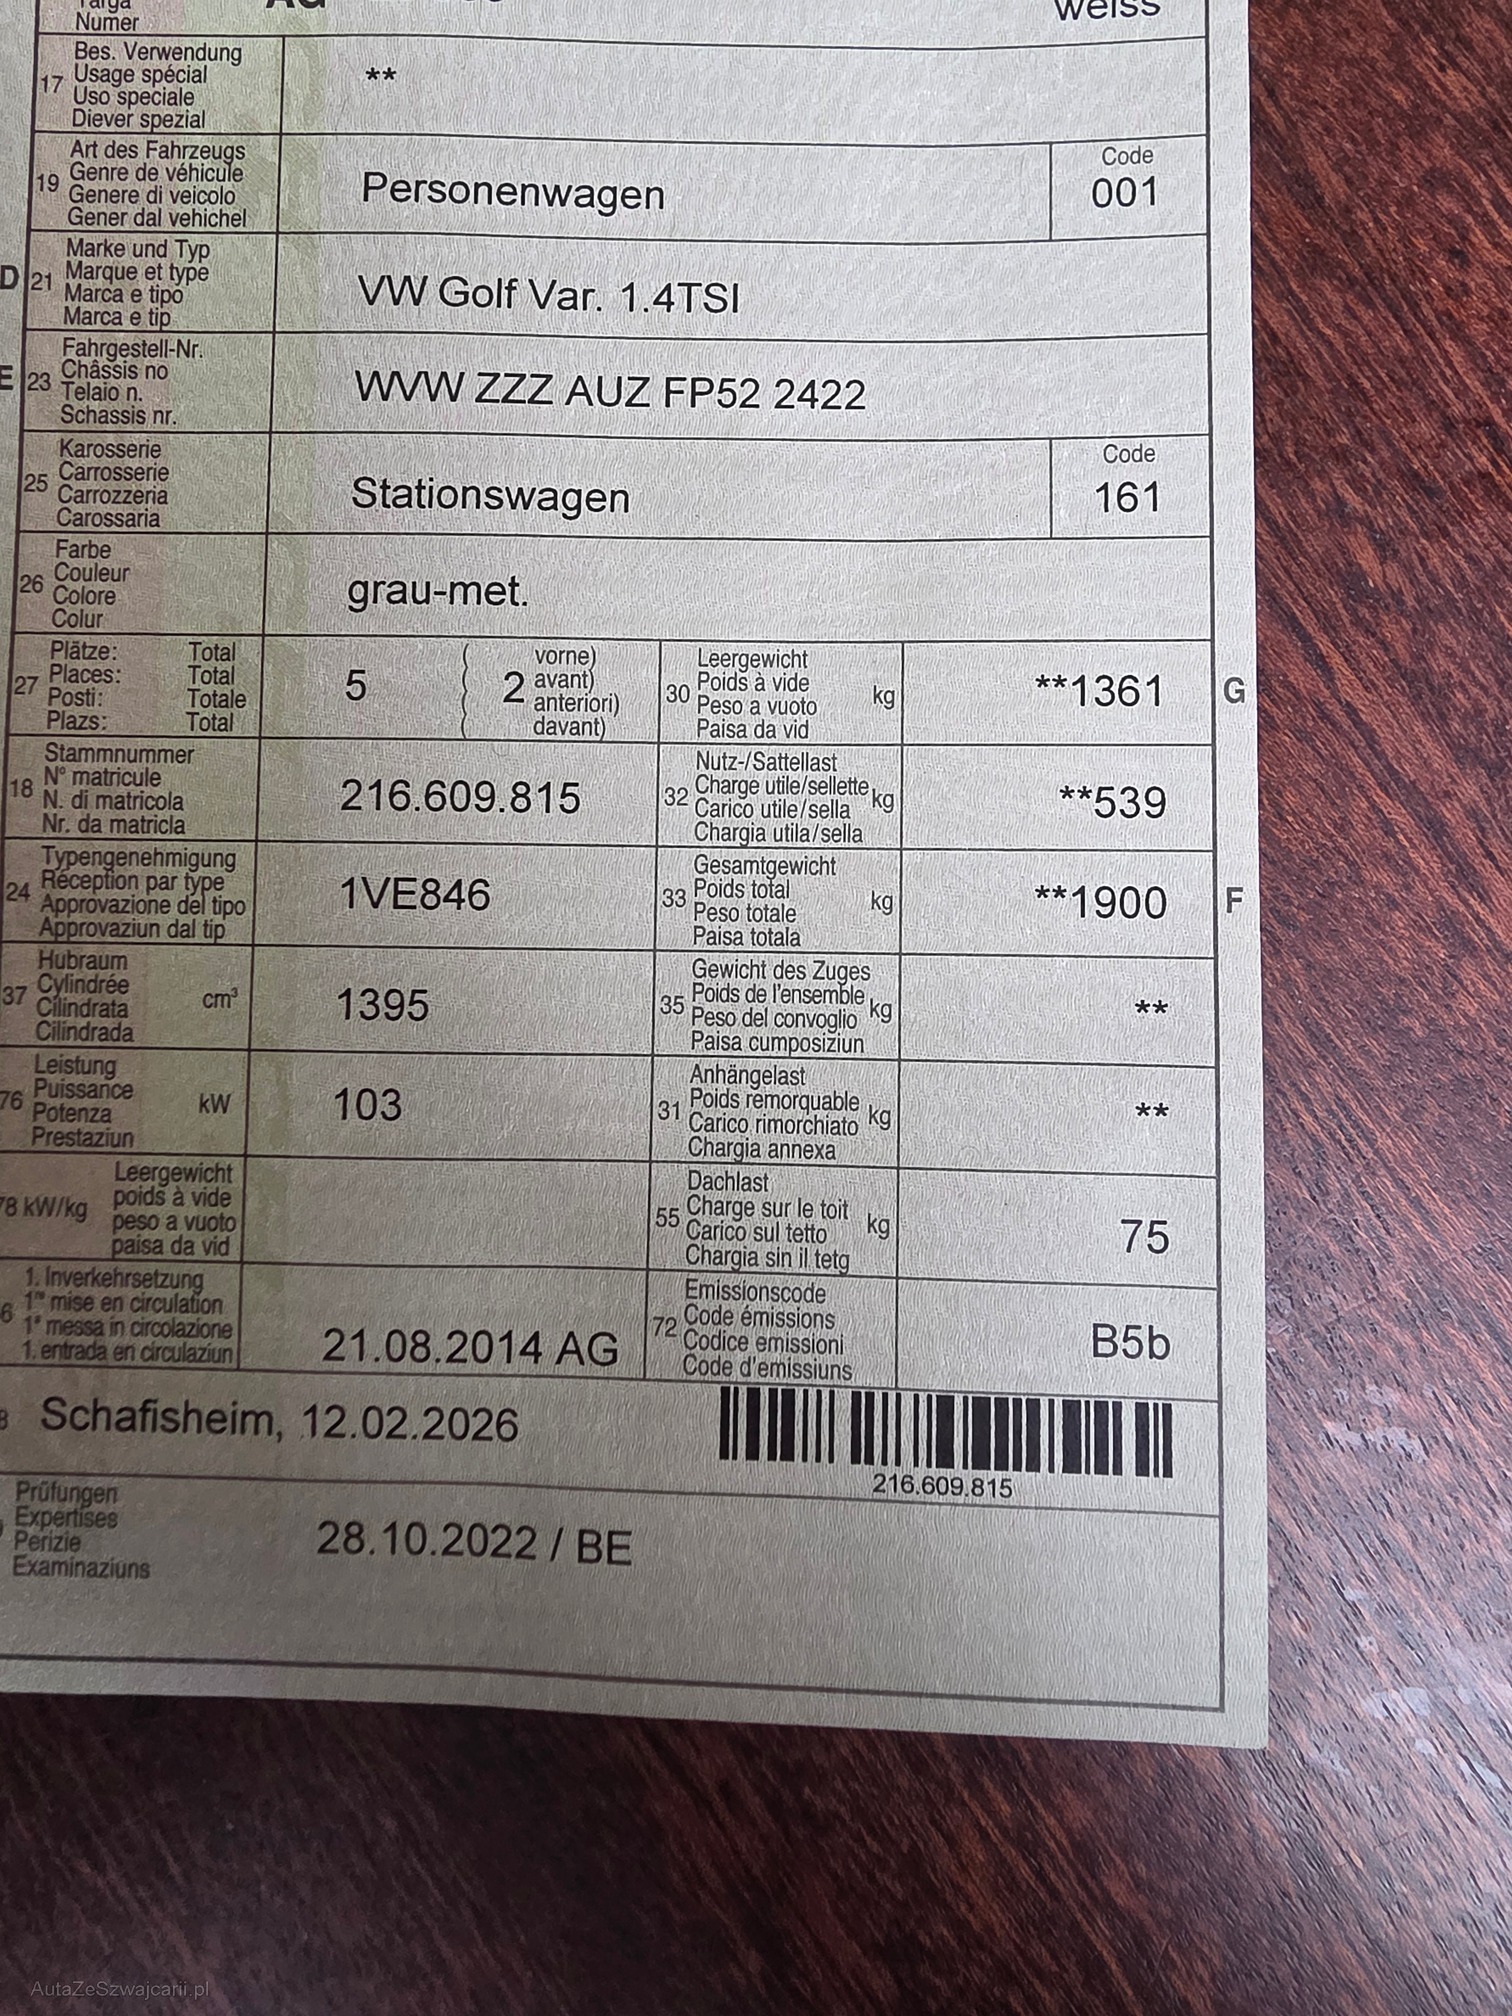 Targa
Numer
AG
weiss
17
Bes. Verwendung
Usage spécial
Uso speciale
Diever spezial
**
19
Art des Fahrzeugs
Genre de véhicule
Genere di veicolo
Gener dal vehichel
Personenwagen
Code
001
D
21
Marke und Typ
Marque et type
Marca e tipo
Marca e tip
VW Golf Var. 1.4TSI
E
23
Fahrgestell-Nr.
Châssis no
Telaio n.
Schassis nr.
WVW ZZZ AUZ FP52 2422
25
Karosserie
Carrosserie
Carrozzeria
Carossaria
Stationswagen
Code
161
26
Farbe
Couleur
Colore
Colur
grau-met.
27
Plätze: Total
Places: Total
Posti: Totale
Plazs: Total
5
2
vorne)
avant)
anteriori)
davant)
30
Leergewicht
Poids à vide
Peso a vuoto
Paisa da vid
kg
**1361
G
18
Stammnummer
N° matricule
N. di matricola
Nr. da matricla
216.609.815
32
Nutz-/Sattellast
Charge utile/sellette
Carico utile/sella
Chargia utila/sella
kg
**539
24
Typengenehmigung
Réception par type
Approvazione del tipo
Approvaziun dal tip
1VE846
33
Gesamtgewicht
Poids total
Peso totale
Paisa totala
kg
**1900
F
37
Hubraum
Cylindrée
Cilindrata
Cilindrada
cm³
1395
35
Gewicht des Zuges
Poids de l'ensemble
Peso del convoglio
Paisa cumposiziun
kg
**
76
Leistung
Puissance
Potenza
Prestaziun
kW
103
31
Anhängelast
Poids remorquable
Carico rimorchiato
Chargia annexa
kg
**
78 kW/kg
Leergewicht
poids à vide
peso a vuoto
paisa da vid
55
Dachlast
Charge sur le toit
Carico sul tetto
Chargia sin il tetg
kg
75
6
1. Inverkehrsetzung
1re mise en circulation
1a messa in circolazione
1. entrada en circulaziun
21.08.2014 AG
72
Emissionscode
Code émissions
Codice emissioni
Code d'emissiuns
B5b
Schafisheim, 12.02.2026
216.609.815
Prüfungen
Expertises
Perizie
Examinaziuns
28.10.2022 / BE
AutaZeSzwajcarii.pl